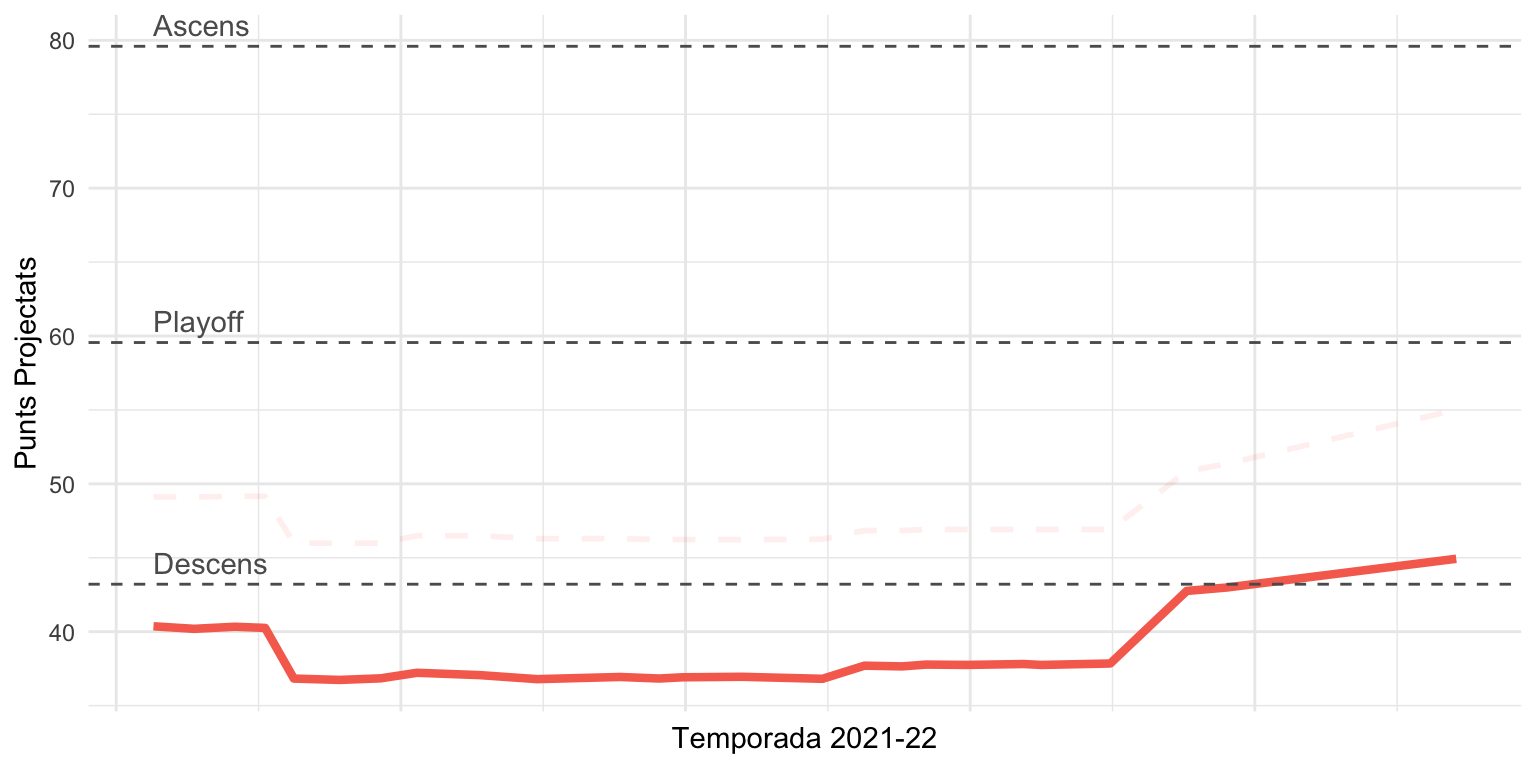 Ascens
80
70
Playoff
60
50
Descens
40
Punts Projectats
Temporada 2021-22